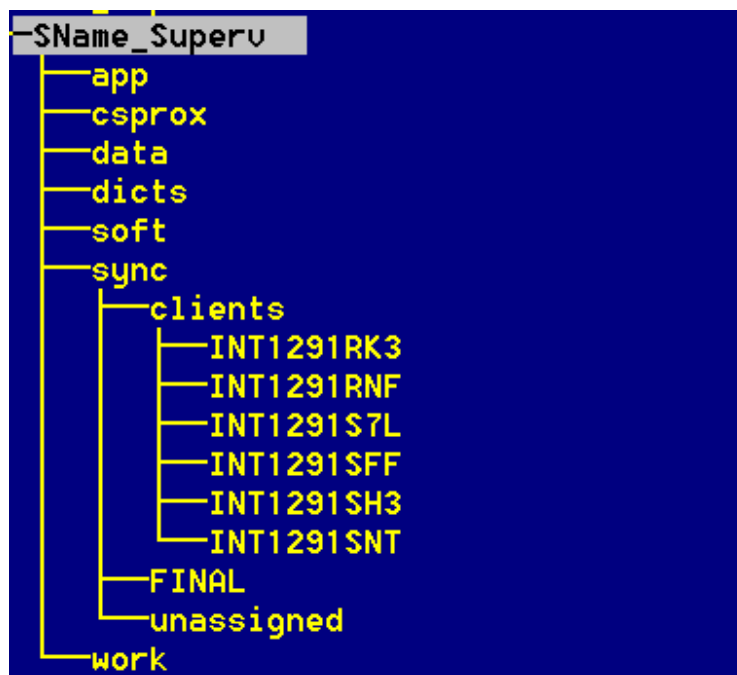 SName_Superv
app
csprox
data
dicts
soft
sync
clients
INT1291RK3
INT1291RNF
INT1291S7L
INT1291SFF
INT1291SH3
INT1291SNT
FINAL
unassigned
work